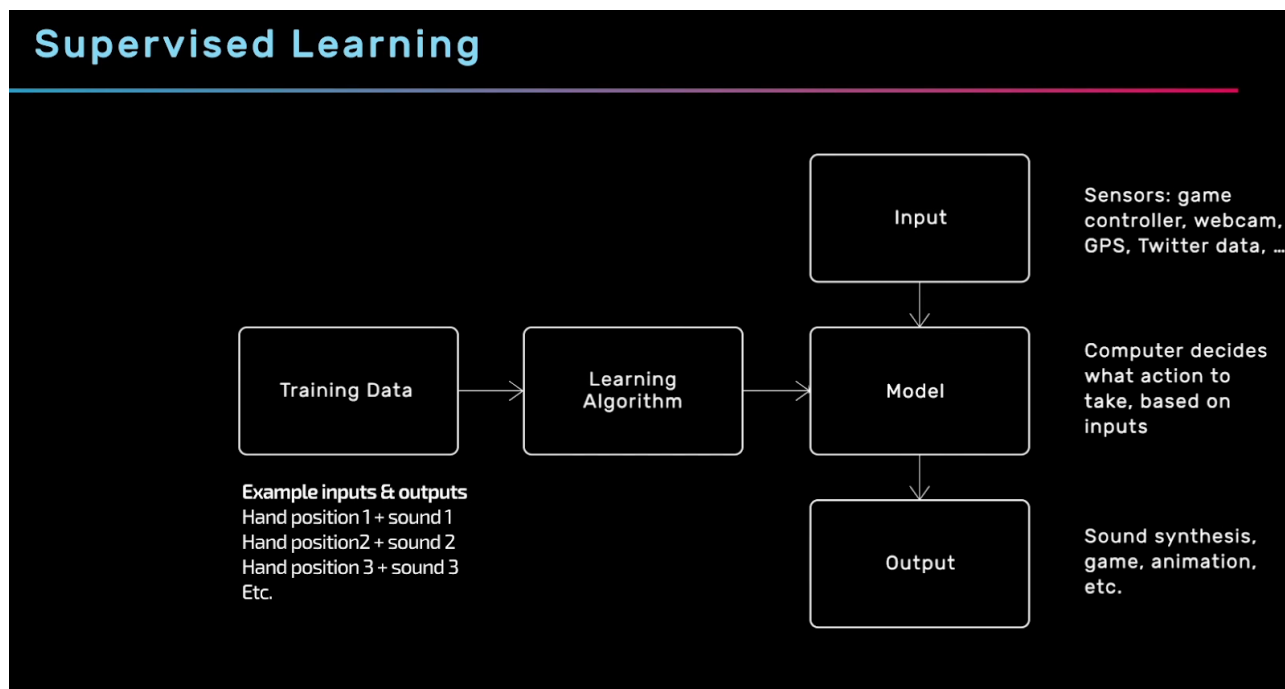 Supervised Learning
Input
Sensors: game
controller, webcam,
GPS, Twitter data, …
Training Data
Learning
Algorithm
Model
Computer decides
what action to
take, based on
inputs
Example inputs & outputs
Hand position 1 + sound 1
Hand position2 + sound 2
Hand position 3 + sound 3
Etc.
Output
Sound synthesis,
game, animation,
etc.